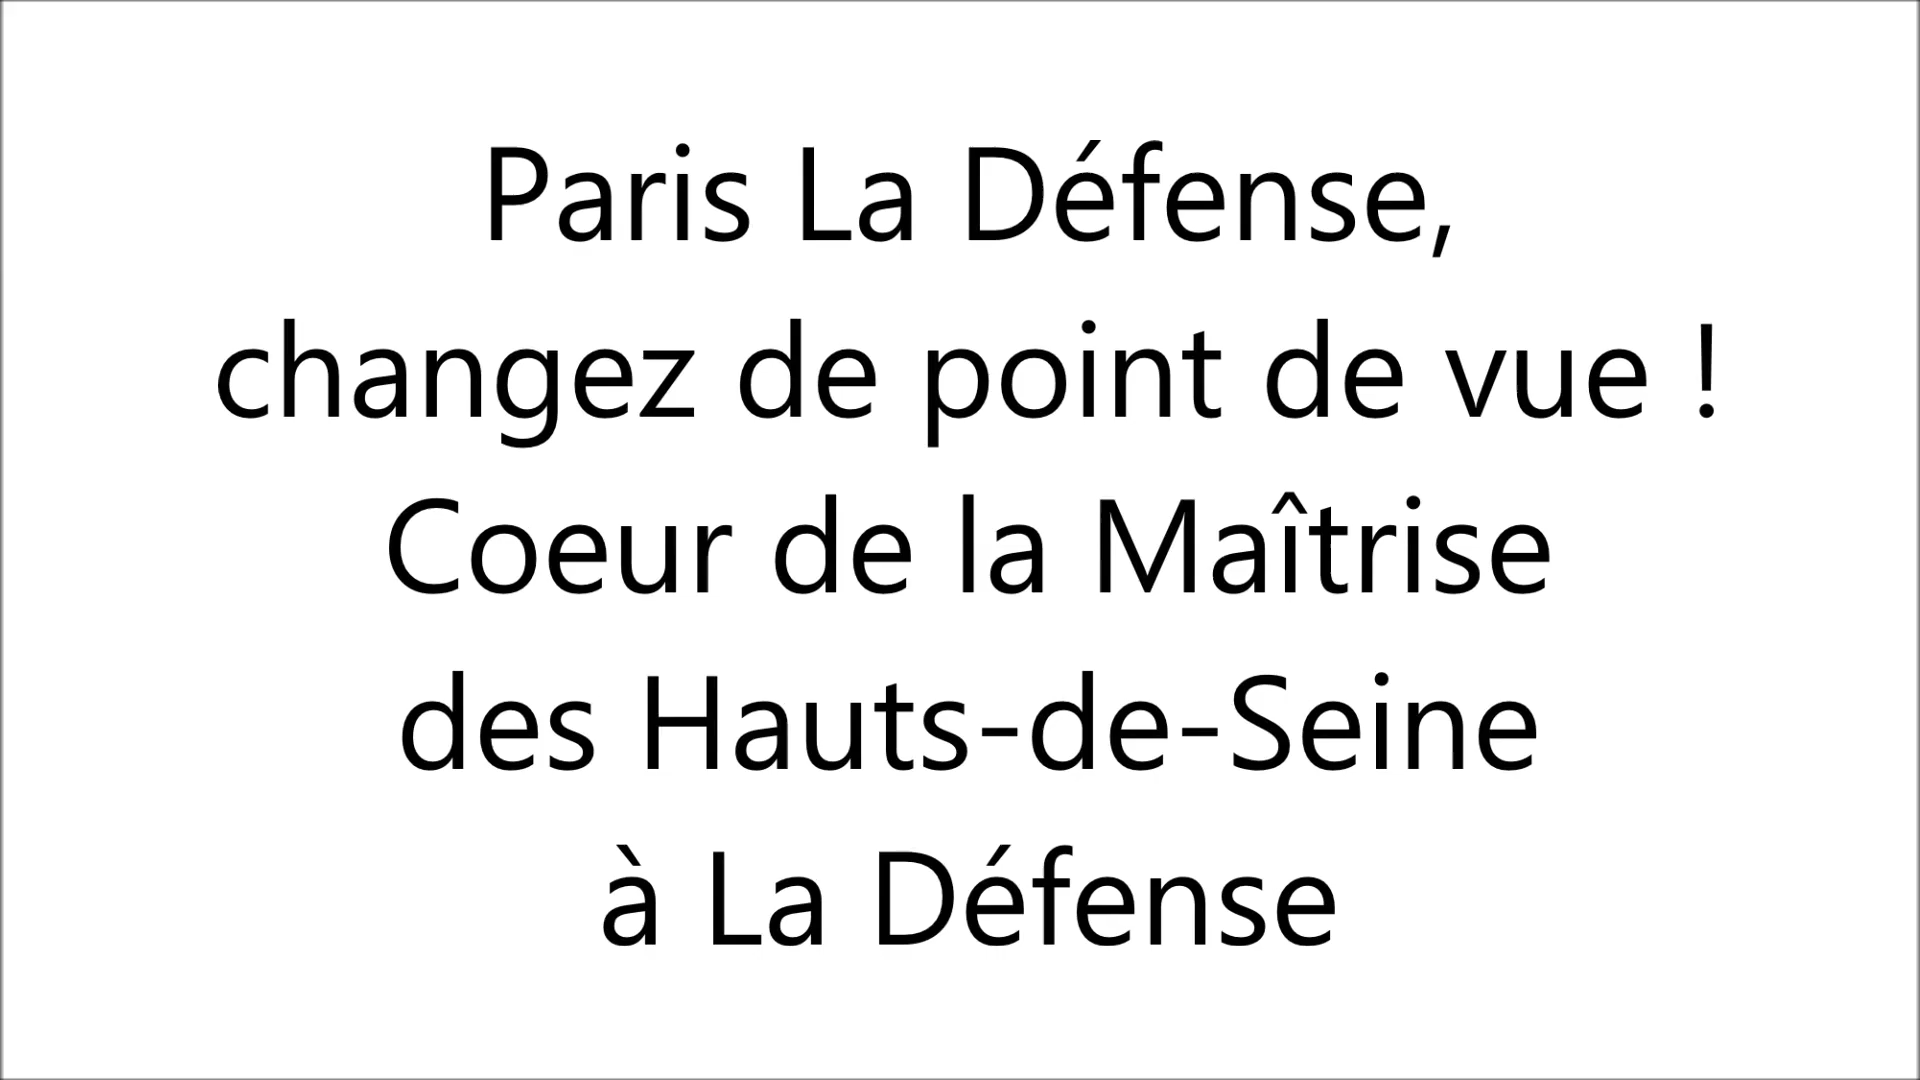 Paris La Défense,
changez de point de vue !
Coeur de la Maîtrise
des Hauts-de-Seine
à La Défense